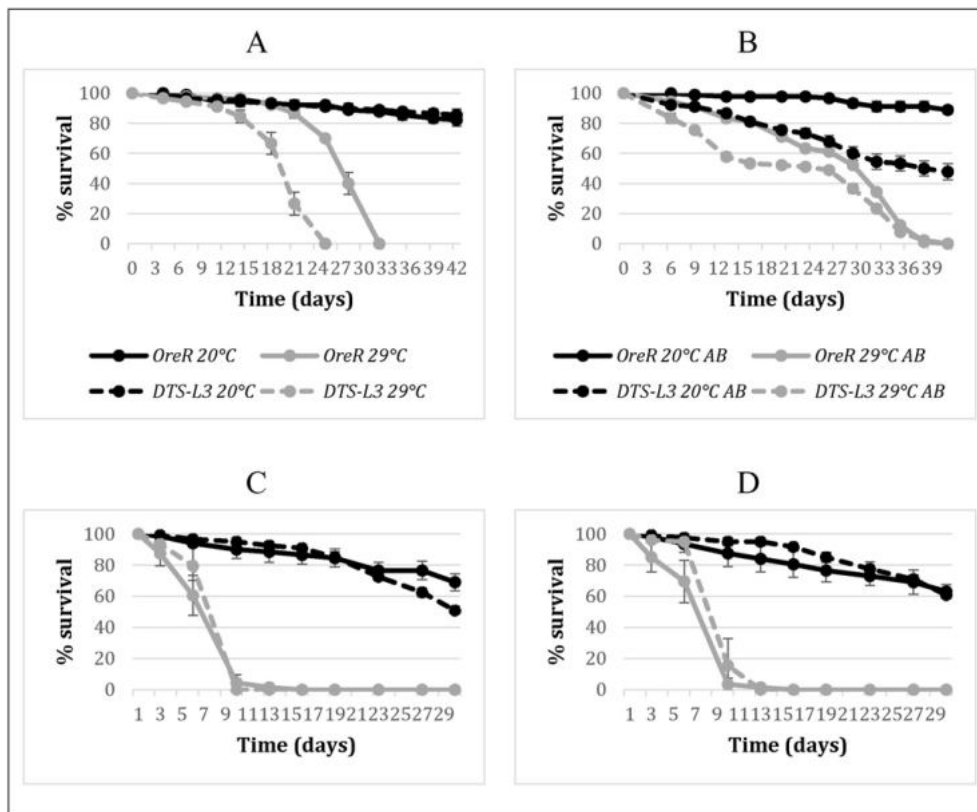 A
B
100
80
60
40
20
0
% survival
0 3 6 9 12 15 18 21 24 27 30 33 36 39 42
Time (days)
100
80
60
40
20
0
% survival
0 3 6 9 12 15 18 21 24 27 30 33 36 39
Time (days)
OreR 20°C
OreR 29°C
DTS-L3 20°C
DTS-L3 29°C
OreR 20°C AB
OreR 29°C AB
DTS-L3 20°C AB
DTS-L3 29°C AB
C
D
100
80
60
40
20
0
% survival
1 3 5 7 9 11 13 15 17 19 21 23 25 27 29
Time (days)
100
80
60
40
20
0
% survival
1 3 5 7 9 11 13 15 17 19 21 23 25 27 29
Time (days)